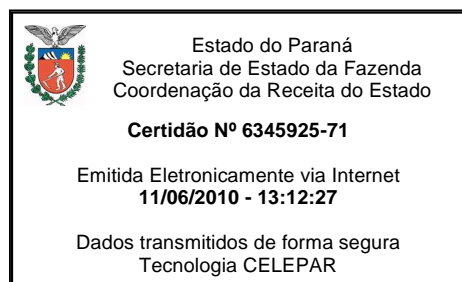 Estado do Paraná
Secretaria de Estado da Fazenda
Coordenação da Receita do Estado
Certidão Nº 6345925-71
Emitida Eletronicamente via Internet
11/06/2010 - 13:12:27
Dados transmitidos de forma segura
Tecnologia CELEPAR